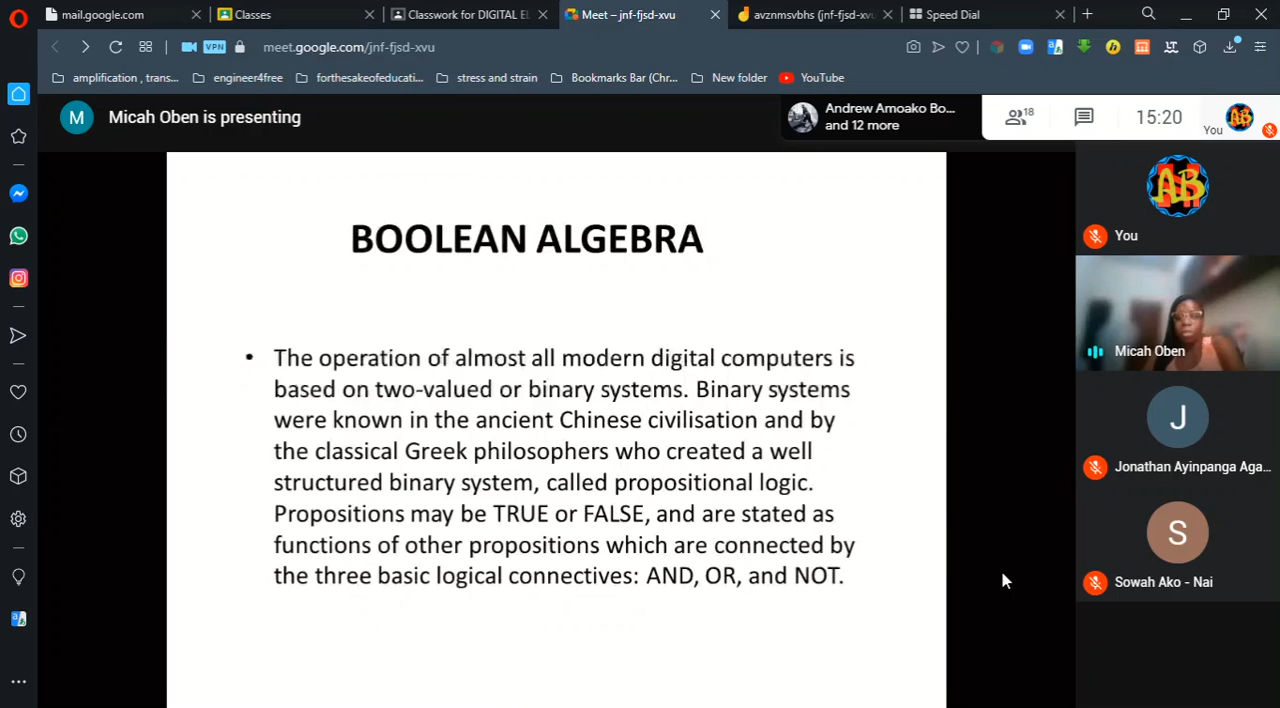 mail.google.com
Classes
Classwork for DIGITAL EL
Meet – jnf-fjsd-xvu
avznmsvbhs (jnf-fjsd-xv
Speed Dial
VPN
meet.google.com/jnf-fjsd-xvu
amplification , trans...
engineer4free
forthesakeofeducati...
stress and strain
Bookmarks Bar (Chr...
New folder
YouTube
M
Micah Oben is presenting
Andrew Amoako Bo...
and 12 more
18
15:20
You
AB
BOOLEAN ALGEBRA
• The operation of almost all modern digital computers is
based on two-valued or binary systems. Binary systems
were known in the ancient Chinese civilisation and by
the classical Greek philosophers who created a well
structured binary system, called propositional logic.
Propositions may be TRUE or FALSE, and are stated as
functions of other propositions which are connected by
the three basic logical connectives: AND, OR, and NOT.
AB
You
Micah Oben
J
Jonathan Ayinpanga Aga...
S
Sowah Ako - Nai